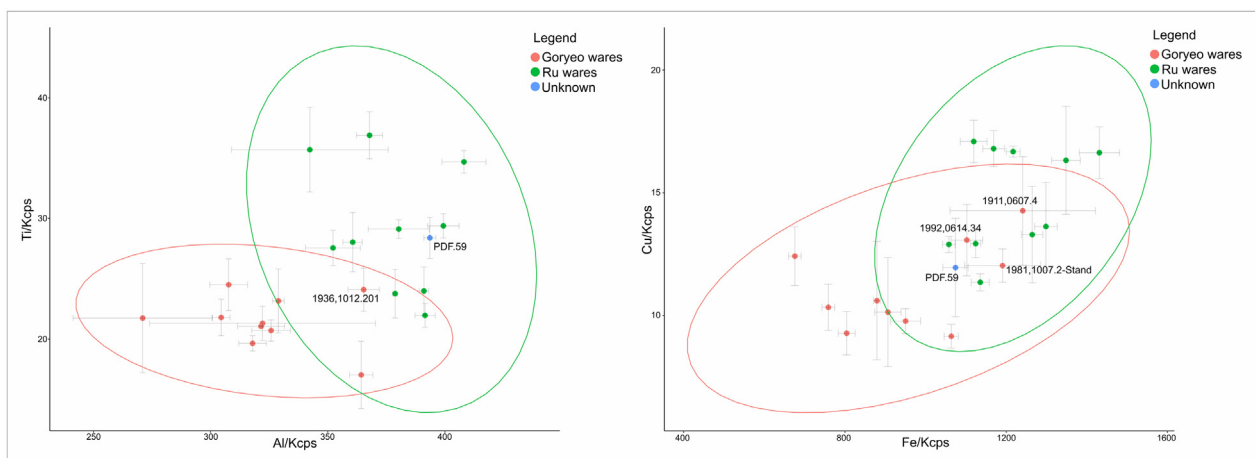 Legend
Goryeo wares
Ru wares
Unknown
40
30
20
Ti/Kcps
PDF.59
1936,1012.201
250
300
350
400
Al/Kcps
Legend
Goryeo wares
Ru wares
Unknown
20
15
10
Cu/Kcps
1911,0607.4
1992,0614.34
1981,1007.2-Stand
PDF.59
400
800
1200
1600
Fe/Kcps